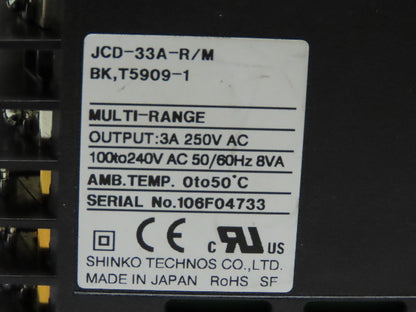 JCD-33A-R/M
BK,T5909-1
MULTI-RANGE
OUTPUT:3A 250V AC
100to240V AC 50/60Hz 8VA
AMB.TEMP. 0to50°C
SERIAL No.106F04733
CE c RU US
SHINKO TECHNOS CO.,LTD.
MADE IN JAPAN RoHS SF